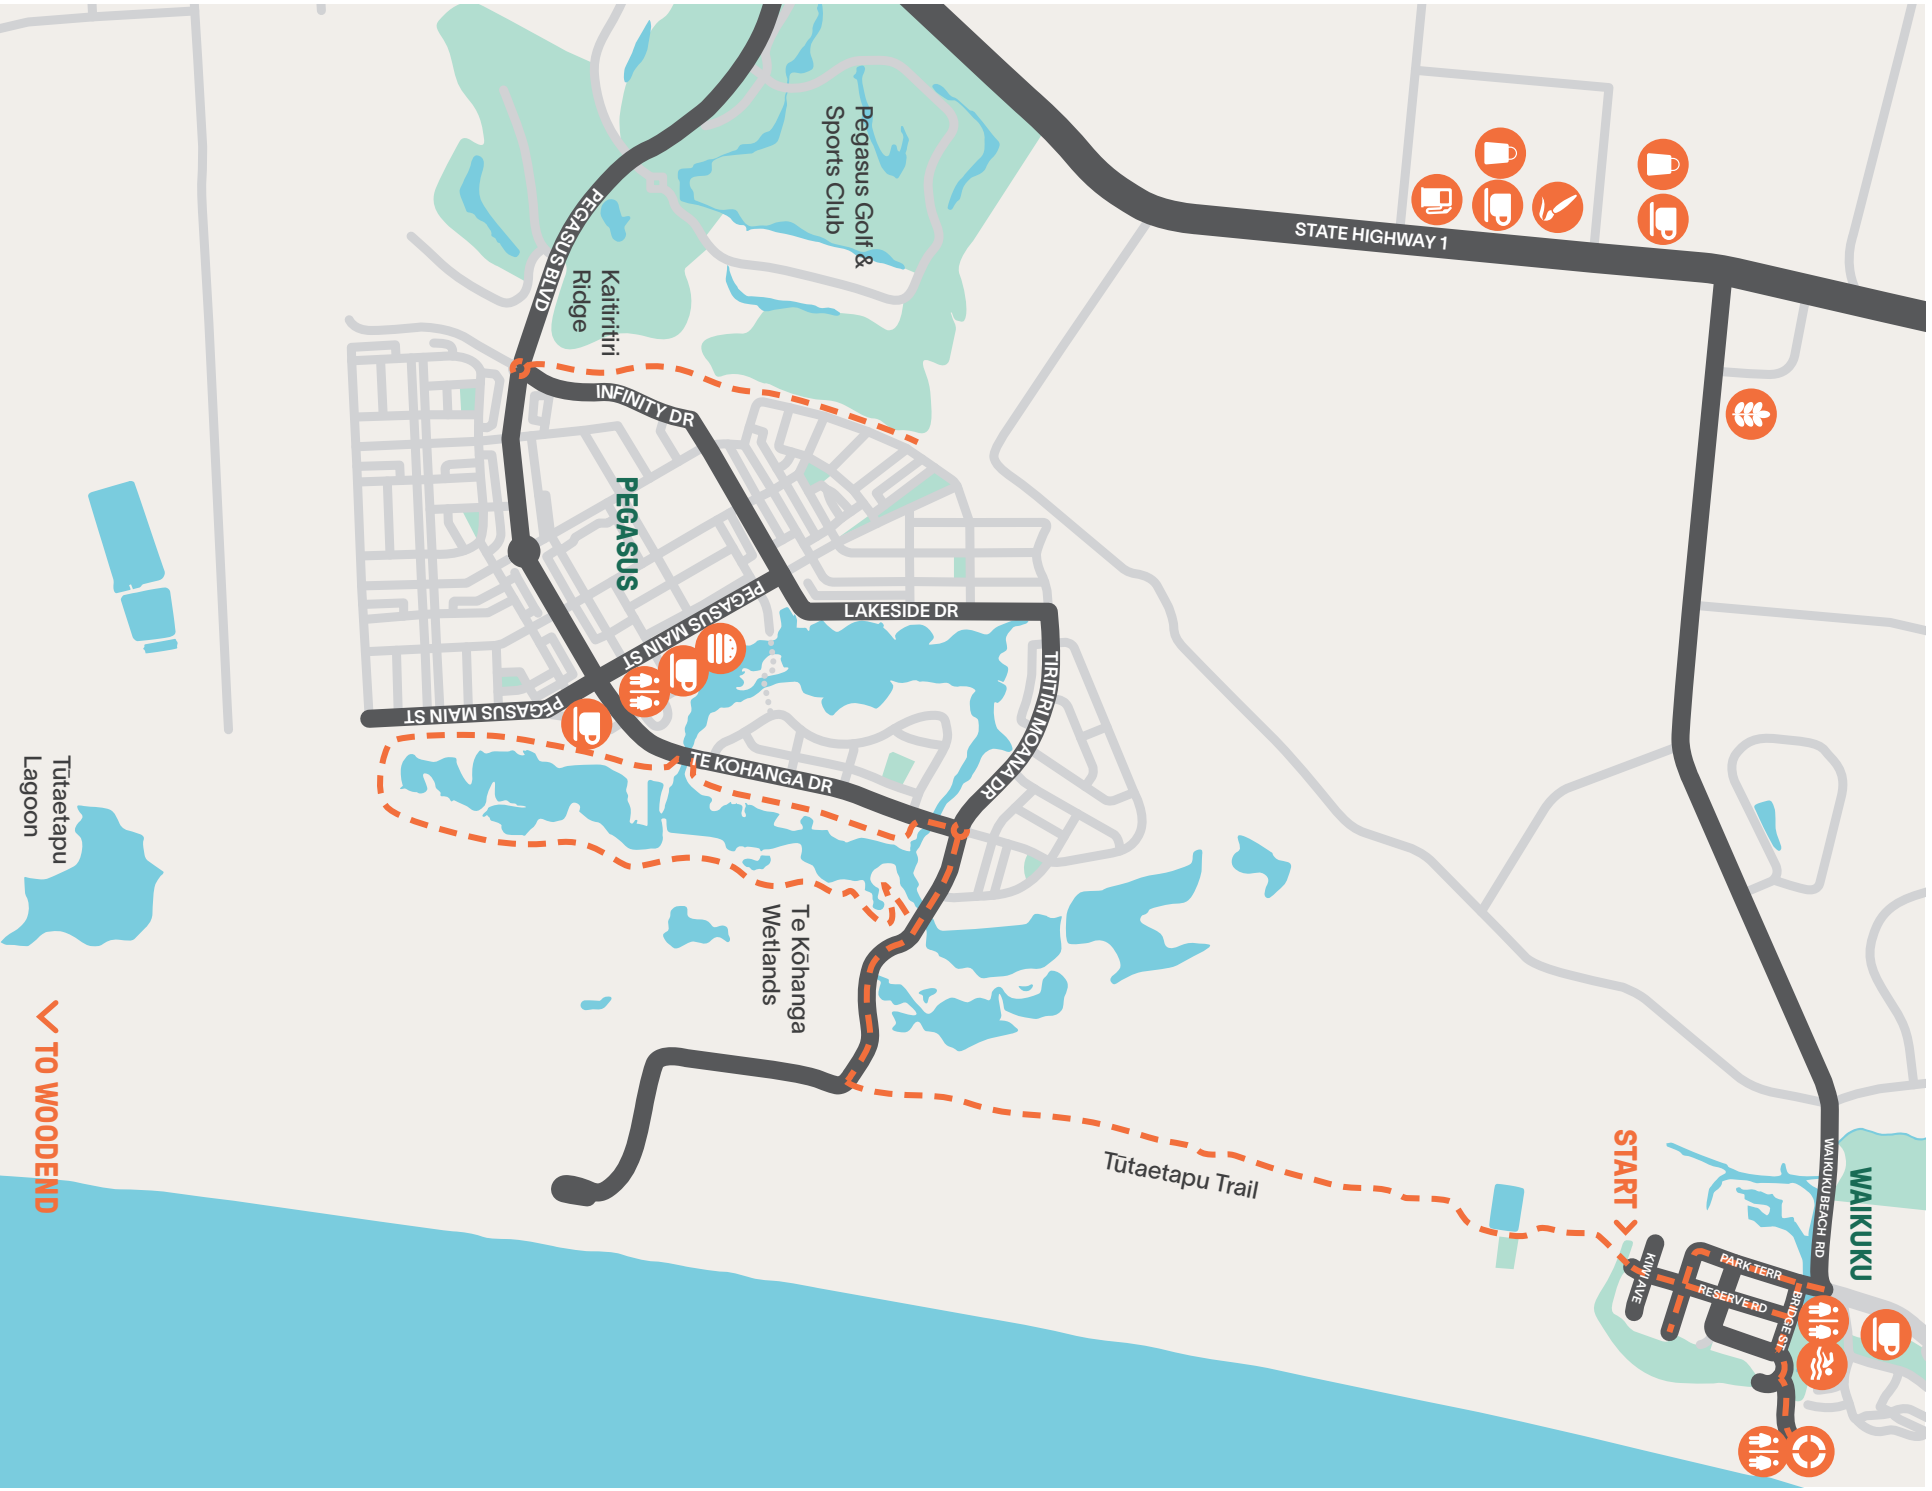 Pegasus Golf &
Sports Club
STATE HIGHWAY 1
PEGASUS BLVD
Kaitiritiri
Ridge
INFINITY DR
PEGASUS
PEGASUS MAIN ST
LAKESIDE DR
TIRITIRI MOANA DR
PEGASUS MAIN ST
TE KOHANGA DR
Tūtaetapu
Lagoon
Te Kōhanga
Wetlands
TO WOODEND
Tūtaetapu Trail
START
WAIKUKU
WAIKUKU BEACH RD
KIWI AVE
PARK TERR
RESERVE RD
BRIDGE ST